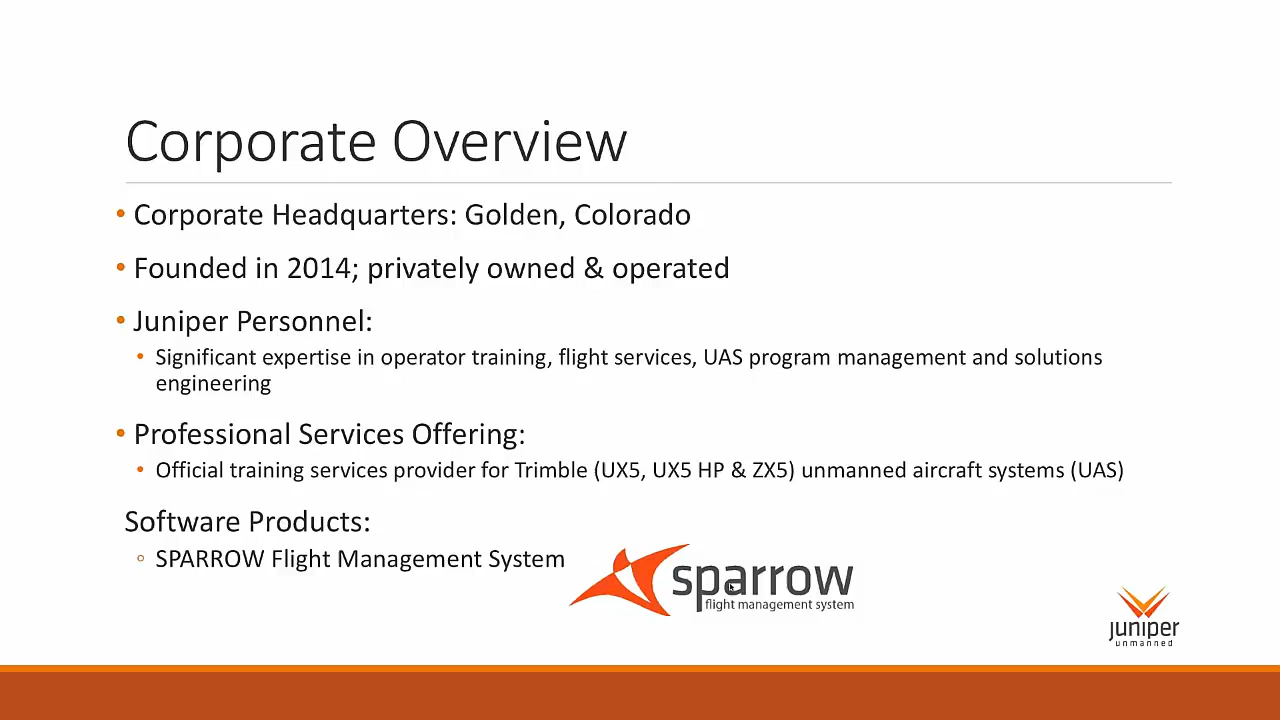 Corporate Overview
• Corporate Headquarters: Golden, Colorado
• Founded in 2014; privately owned & operated
• Juniper Personnel:
• Significant expertise in operator training, flight services, UAS program management and solutions
engineering
• Professional Services Offering:
• Official training services provider for Trimble (UX5, UX5 HP & ZX5) unmanned aircraft systems (UAS)
Software Products:
◦ SPARROW Flight Management System
sparrow
flight management system
juniper
unmanned